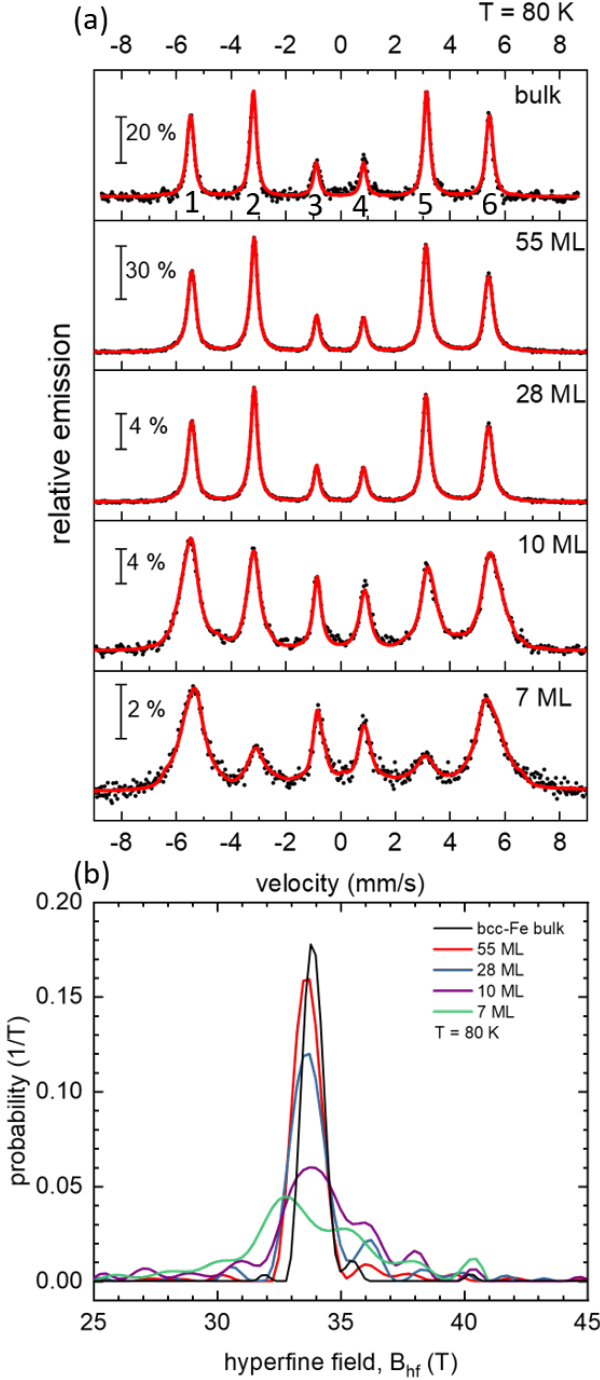 (a)
T = 80 K
-8 -6 -4 -2 0 2 4 6 8
bulk
20 %
1 2 3 4 5 6
55 ML
30 %
28 ML
4 %
10 ML
4 %
7 ML
2 %
relative emission
-8 -6 -4 -2 0 2 4 6 8
velocity (mm/s)
(b)
0.20
0.15
0.10
0.05
0.00
probability (1/T)
bcc-Fe bulk
55 ML
28 ML
10 ML
7 ML
T = 80 K
25 30 35 40 45
hyperfine field, Bhf (T)